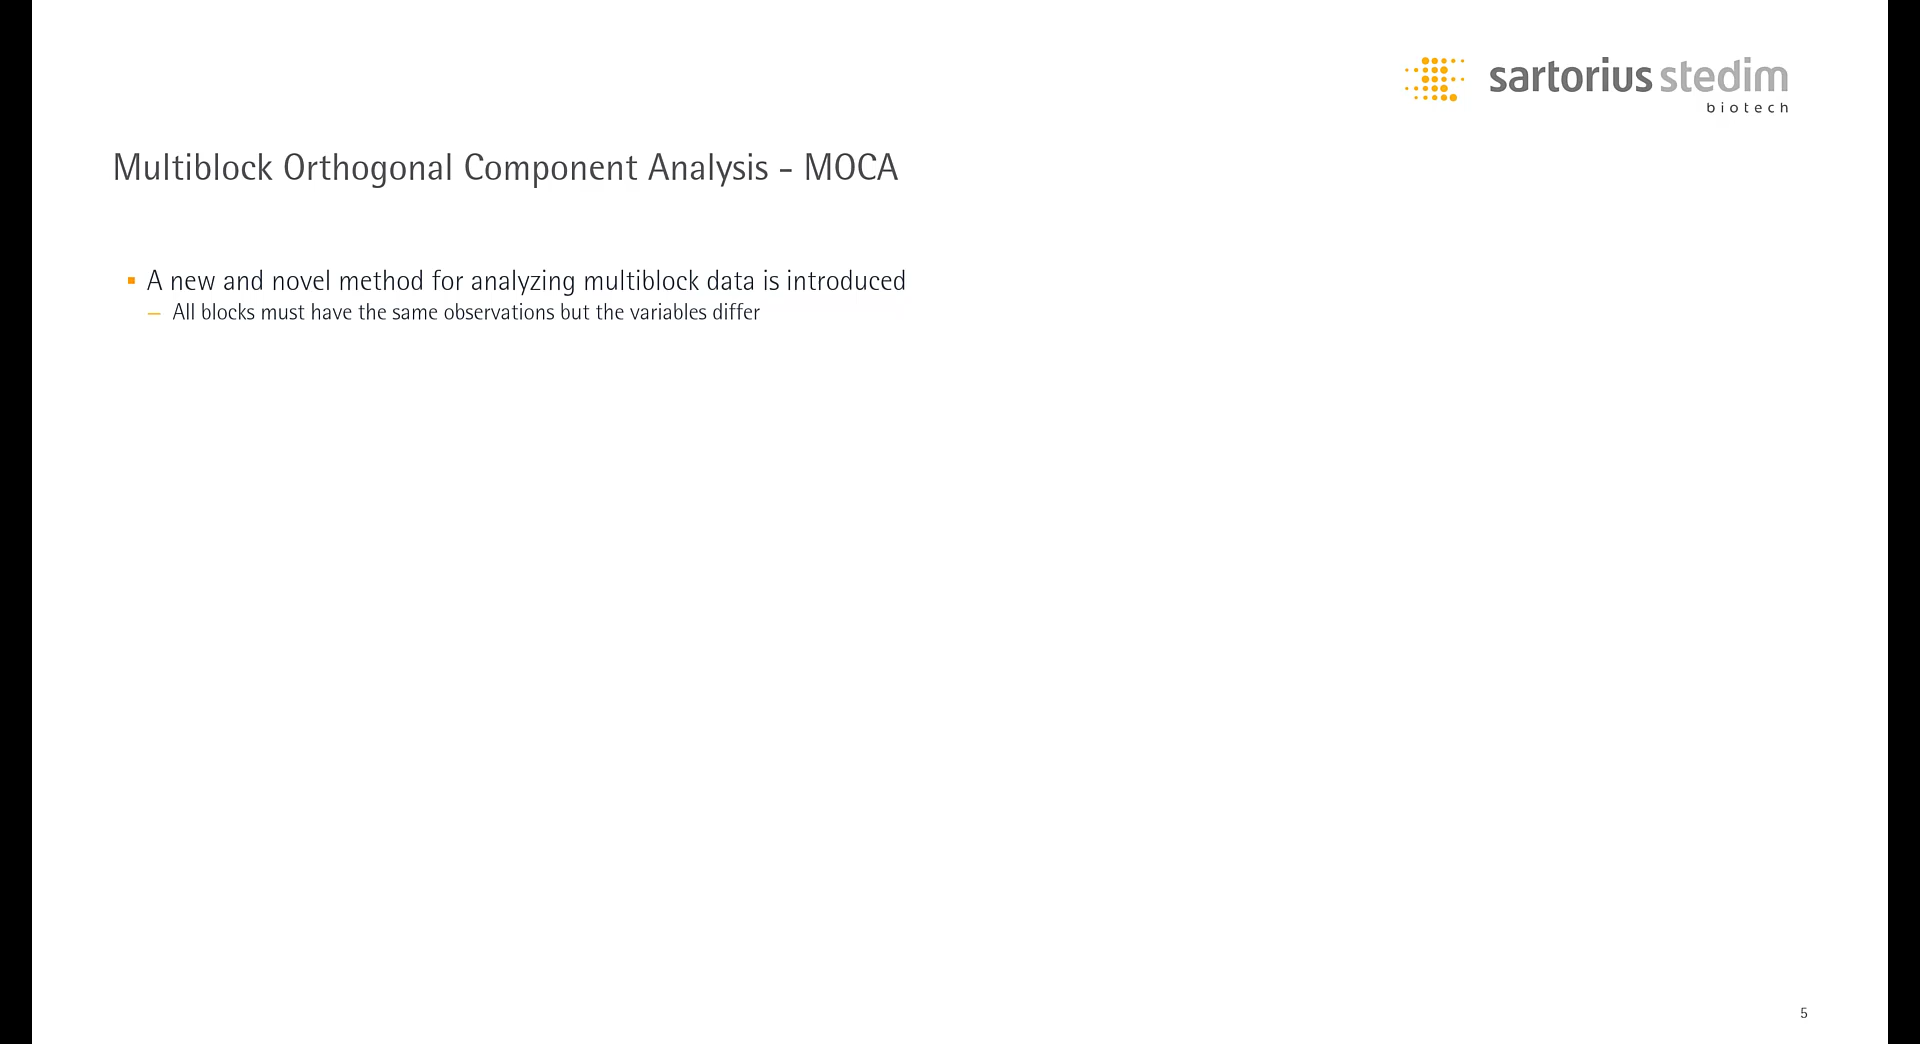 sartorius stedim
biotech
Multiblock Orthogonal Component Analysis - MOCA
A new and novel method for analyzing multiblock data is introduced
– All blocks must have the same observations but the variables differ
5